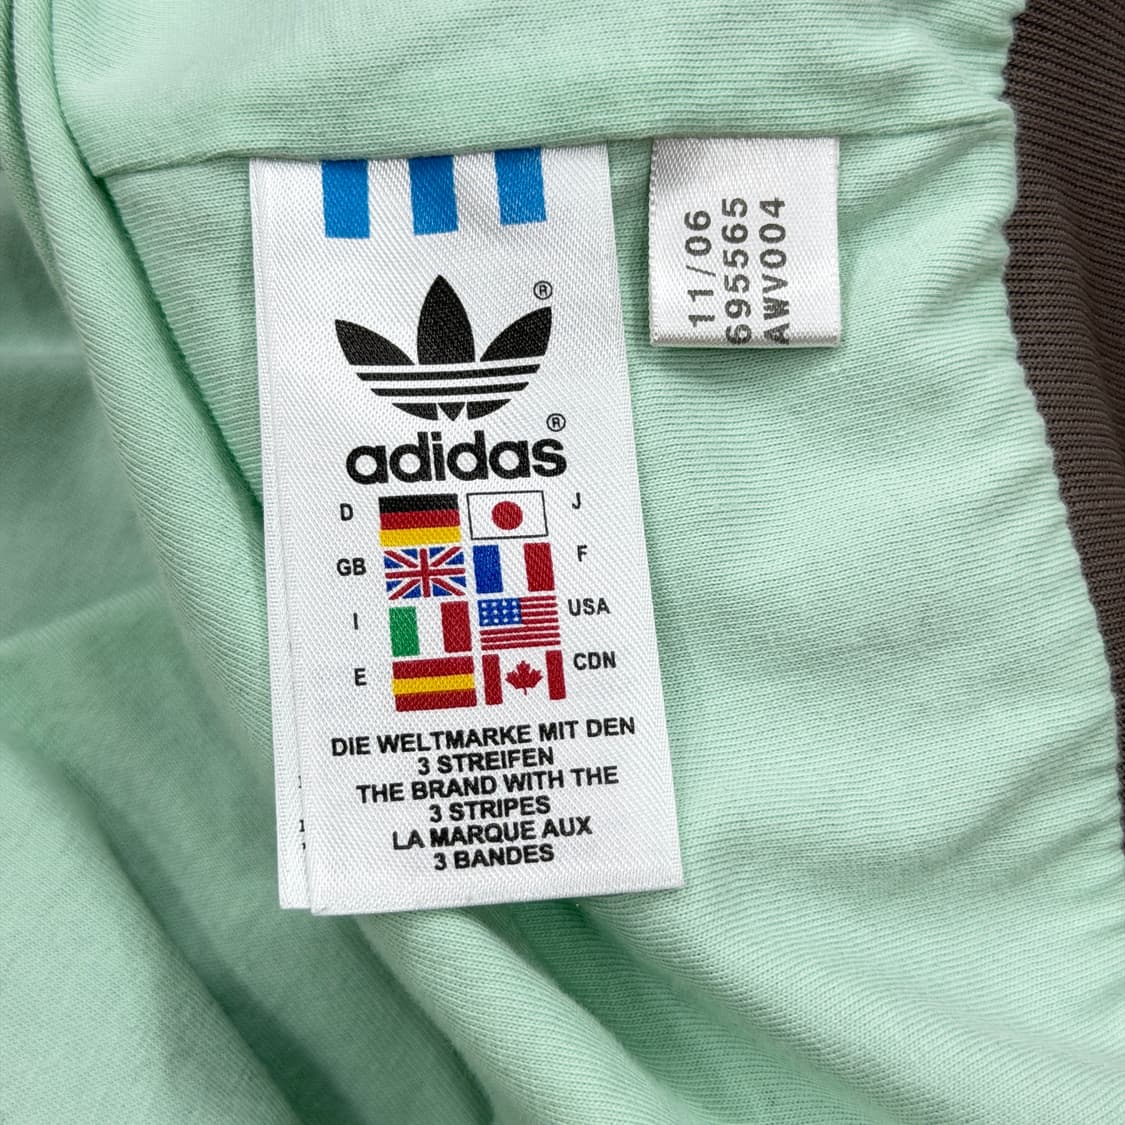 ®
®
adidas
D
J
GB
F
I
USA
E
CDN
DIE WELTMARKE MIT DEN
3 STREIFEN
THE BRAND WITH THE
3 STRIPES
LA MARQUE AUX
3 BANDES
11/06
695565
AWV004